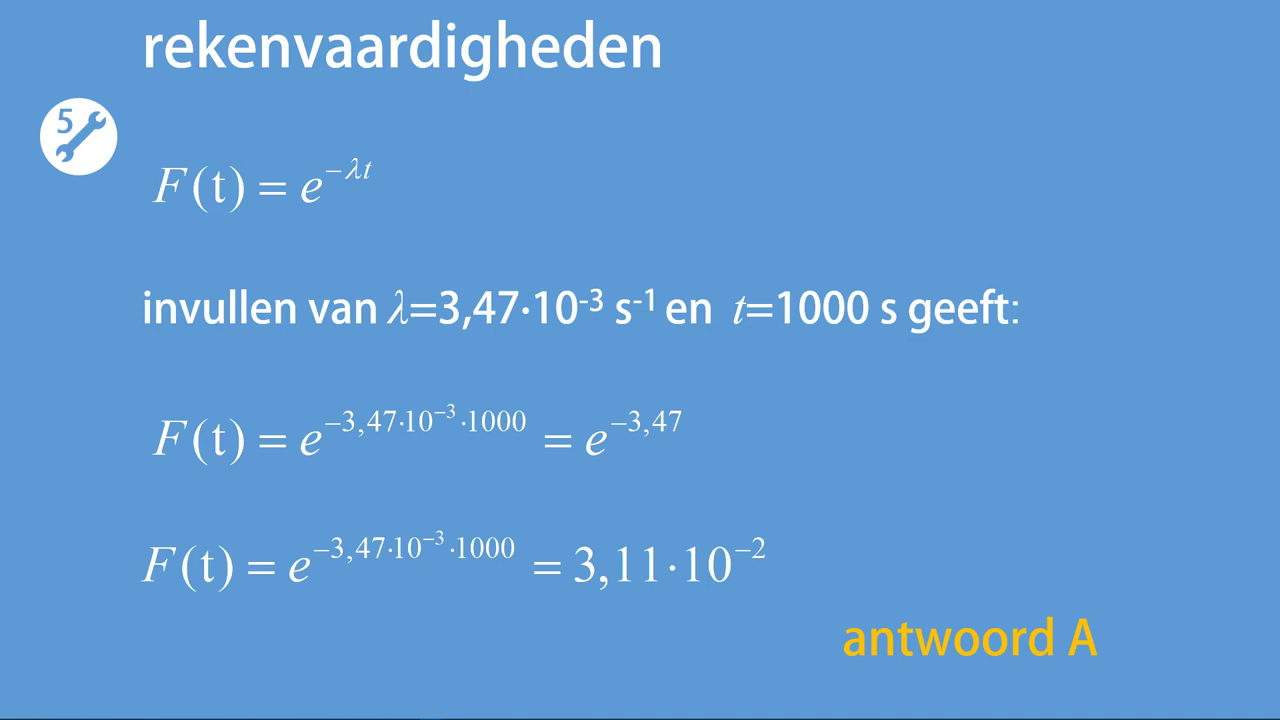 rekenvaardigheden
5
F(t) = e^{-λt}
invullen van λ=3,47·10⁻³ s⁻¹ en t=1000 s geeft:
F(t) = e^{-3,47·10^{-3}·1000} = e^{-3,47}
F(t) = e^{-3,47·10^{-3}·1000} = 3,11·10^{-2}
antwoord A